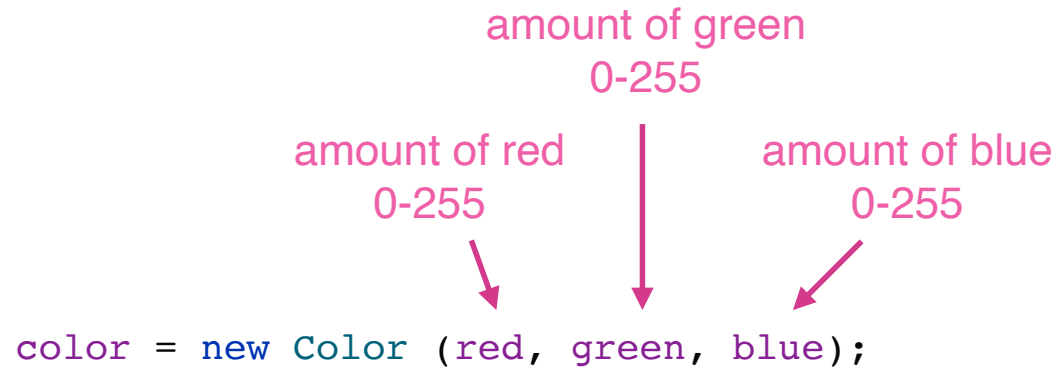 amount of green
0-255
amount of red
0-255
amount of blue
0-255
color = new Color (red, green, blue);